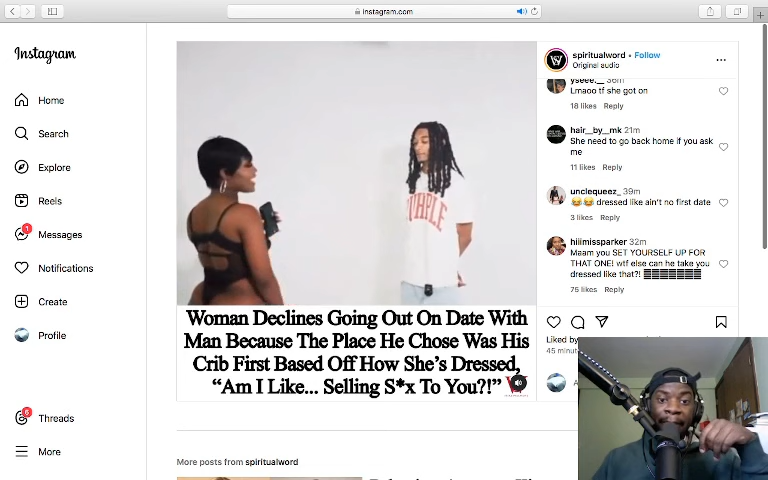 instagram.com
Instagram
Home
Search
Explore
Reels
1
Messages
Notifications
Create
Profile
6
Threads
More
PURPLE
Woman Declines Going Out On Date With
Man Because The Place He Chose Was His
Crib First Based Off How She's Dressed,
"Am I Like... Selling S*x To You?!"
More posts from spiritualword
spiritualword • Follow
Original audio
36m
Lmaoo tf she got on
18 likes Reply
hair__by__mk 21m
She need to go back home if you ask
me
11 likes Reply
unclequeez_ 39m
😂😂 dressed like ain't no first date
3 likes Reply
hiiimissparker 32m
Maam you SET YOURSELF UP FOR
THAT ONE! wtf else can he take you
dressed like that?!
75 likes Reply
Liked by
45 minut